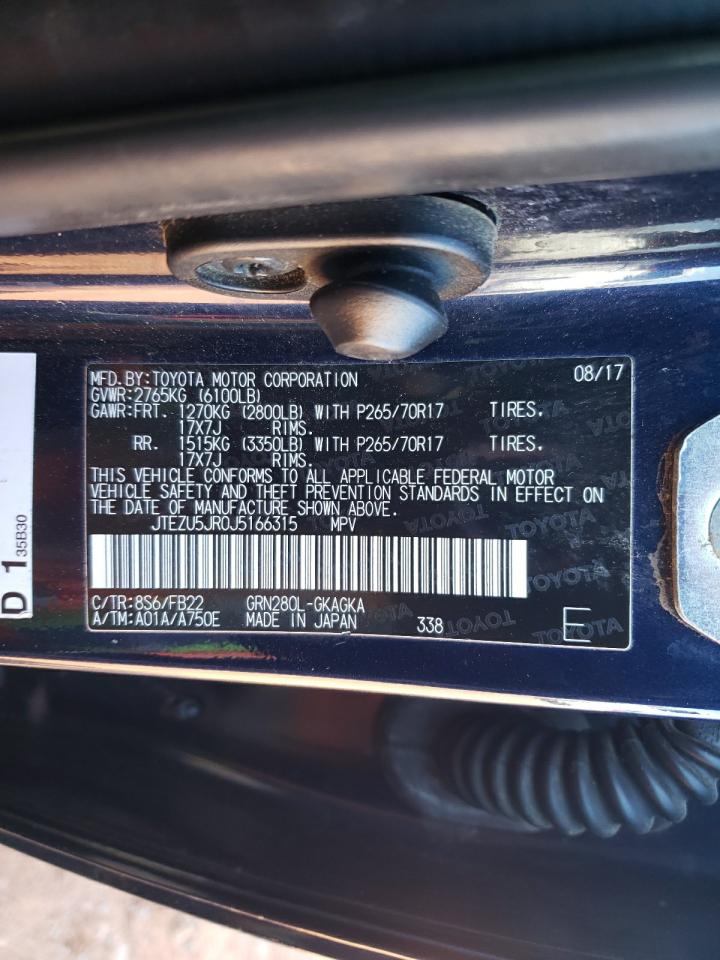 MFD.BY:TOYOTA MOTOR CORPORATION 08/17
GVWR:2765KG (6100LB)
GAWR:FRT. 1270KG (2800LB) WITH P265/70R17 TIRES.
17X7J RIMS.
RR. 1515KG (3350LB) WITH P265/70R17 TIRES.
17X7J RIMS.
THIS VEHICLE CONFORMS TO ALL APPLICABLE FEDERAL MOTOR
VEHICLE SAFETY AND THEFT PREVENTION STANDARDS IN EFFECT ON
THE DATE OF MANUFACTURE SHOWN ABOVE.
JTEZU5JR0J5166315 MPV
C/TR:8S6/FB22 GRN280L-GKAGKA
A/TM:A01A/A750E MADE IN JAPAN 338 E
TOYOTA TOYOTA
D 1 35B30